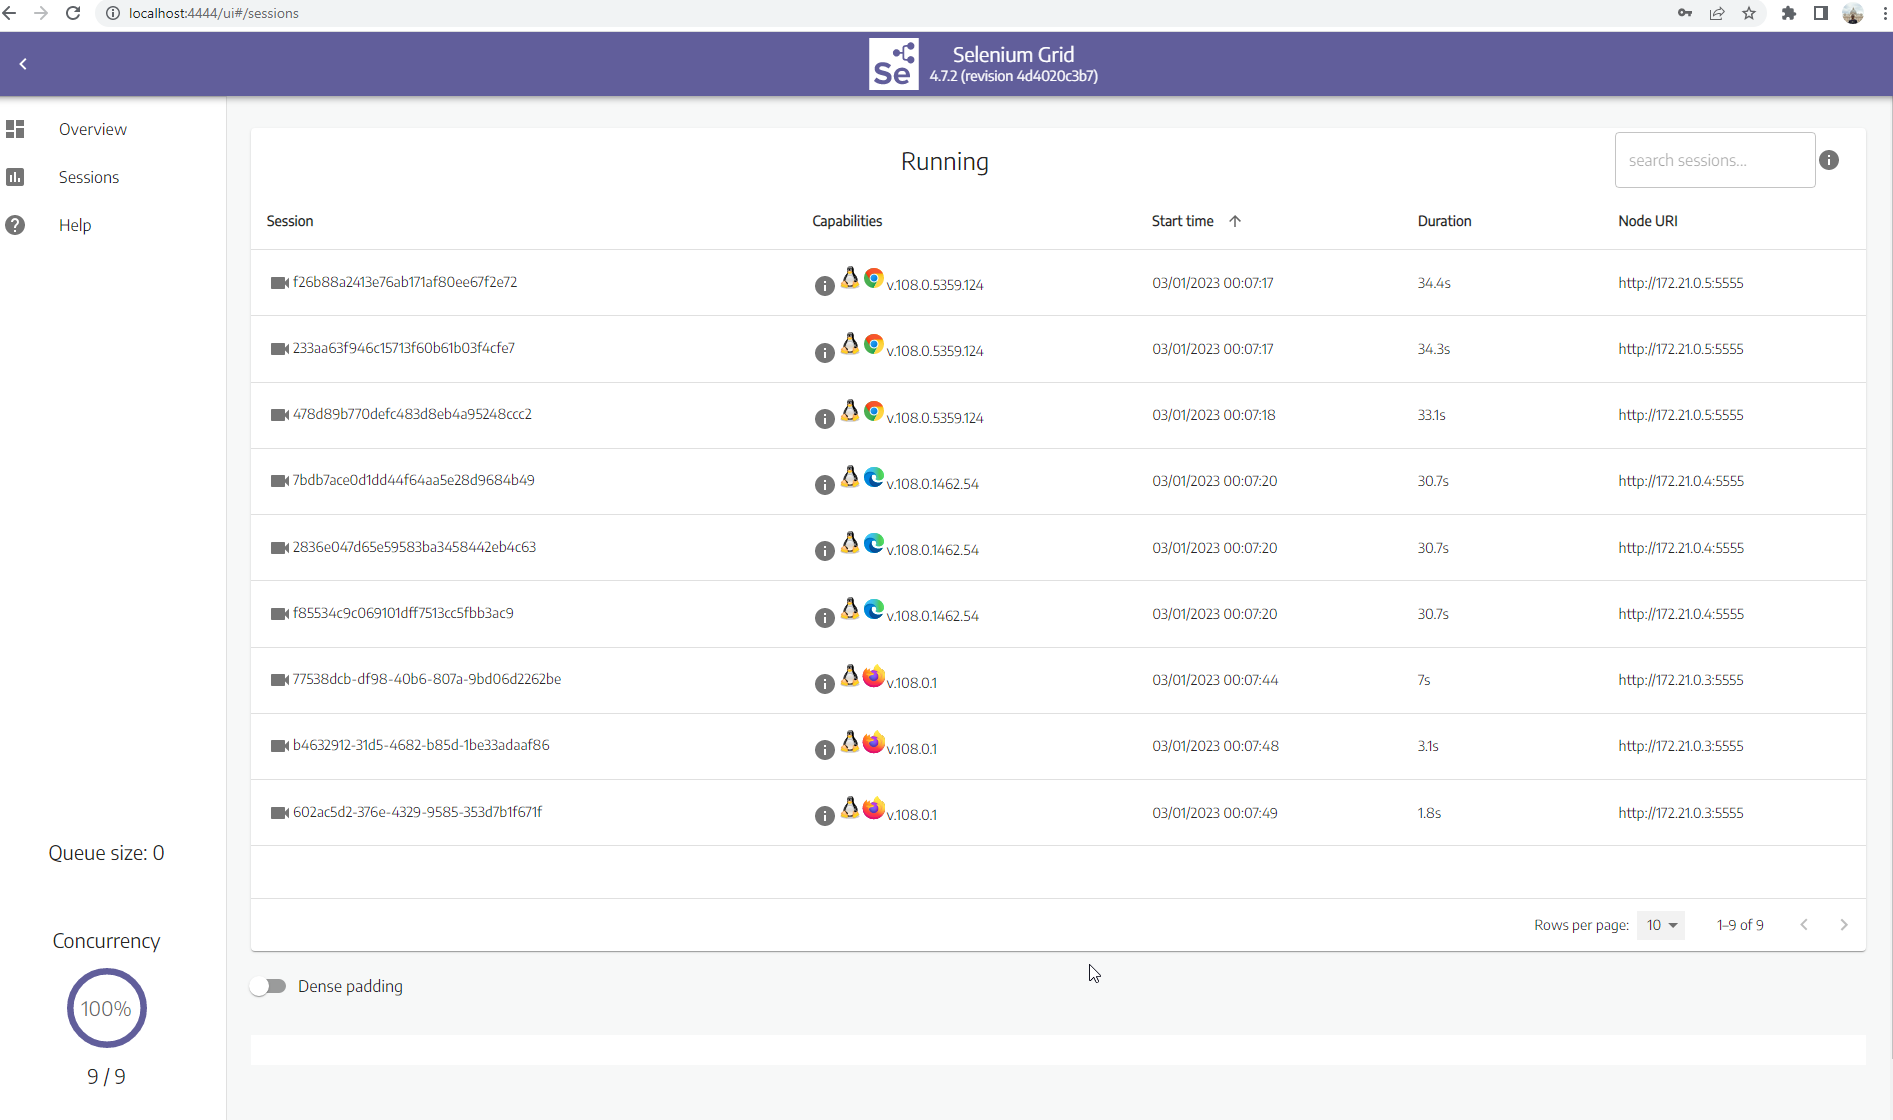 localhost:4444/ui#/sessions
Se
Selenium Grid
4.7.2 (revision 4d4020c3b7)
Overview
Sessions
Help
Running
search sessions...
Session Capabilities Start time Duration Node URI
f26b88a2413e76ab171af80ee67f2e72 v.108.0.5359.124 03/01/2023 00:07:17 34.4s http://172.21.0.5:5555
233aa63f946c15713f60b61b03f4cfe7 v.108.0.5359.124 03/01/2023 00:07:17 34.3s http://172.21.0.5:5555
478d89b770defc483d8eb4a95248ccc2 v.108.0.5359.124 03/01/2023 00:07:18 33.1s http://172.21.0.5:5555
7bdb7ace0d1dd44f64aa5e28d9684b49 v.108.0.1462.54 03/01/2023 00:07:20 30.7s http://172.21.0.4:5555
2836e047d65e59583ba3458442eb4c63 v.108.0.1462.54 03/01/2023 00:07:20 30.7s http://172.21.0.4:5555
f85534c9c069101dff7513cc5fbb3ac9 v.108.0.1462.54 03/01/2023 00:07:20 30.7s http://172.21.0.4:5555
77538dcb-df98-40b6-807a-9bd06d2262be v.108.0.1 03/01/2023 00:07:44 7s http://172.21.0.3:5555
b4632912-31d5-4682-b85d-1be33adaaf86 v.108.0.1 03/01/2023 00:07:48 3.1s http://172.21.0.3:5555
602ac5d2-376e-4329-9585-353d7b1f671f v.108.0.1 03/01/2023 00:07:49 1.8s http://172.21.0.3:5555
Rows per page: 10 1–9 of 9
Dense padding
Queue size: 0
Concurrency
100%
9 / 9